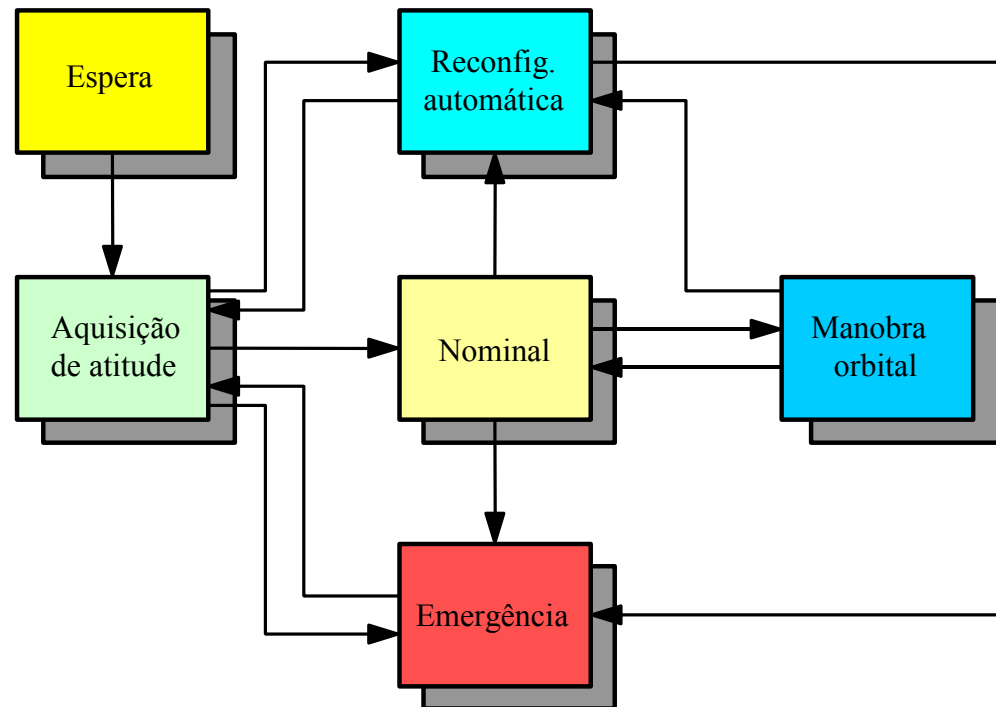 Espera
Reconfig.
automática
Aquisição
de atitude
Nominal
Manobra
orbital
Emergência